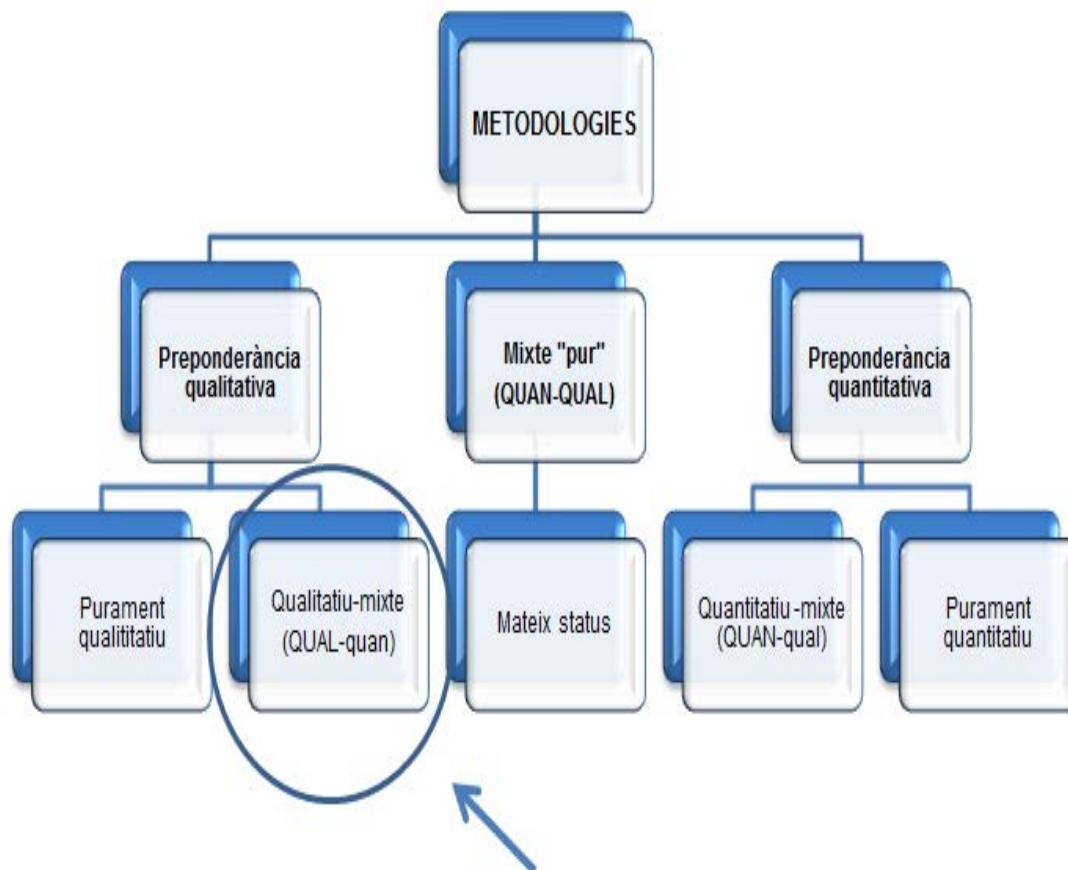 METODOLOGIES
Preponderància
qualitativa
Mixte "pur"
(QUAN-QUAL)
Preponderància
quantitativa
Purament
qualititatiu
Qualitatiu-mixte
(QUAL-quan)
Mateix status
Quantitatiu-mixte
(QUAN-qual)
Purament
quantitatiu